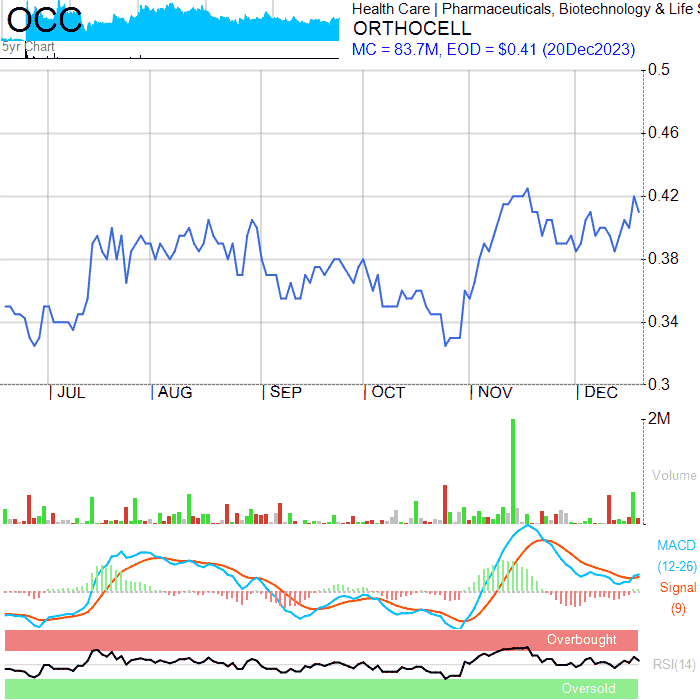 OCC
5yr Chart
Health Care | Pharmaceuticals, Biotechnology & Life S
ORTHOCELL
MC = 83.7M, EOD = $0.41 (20Dec2023)
0.5
0.46
0.42
0.38
0.34
0.3
JUL AUG SEP OCT NOV DEC
2M
Volume
MACD
(12-26)
Signal
(9)
Overbought
RSI(14)
Oversold